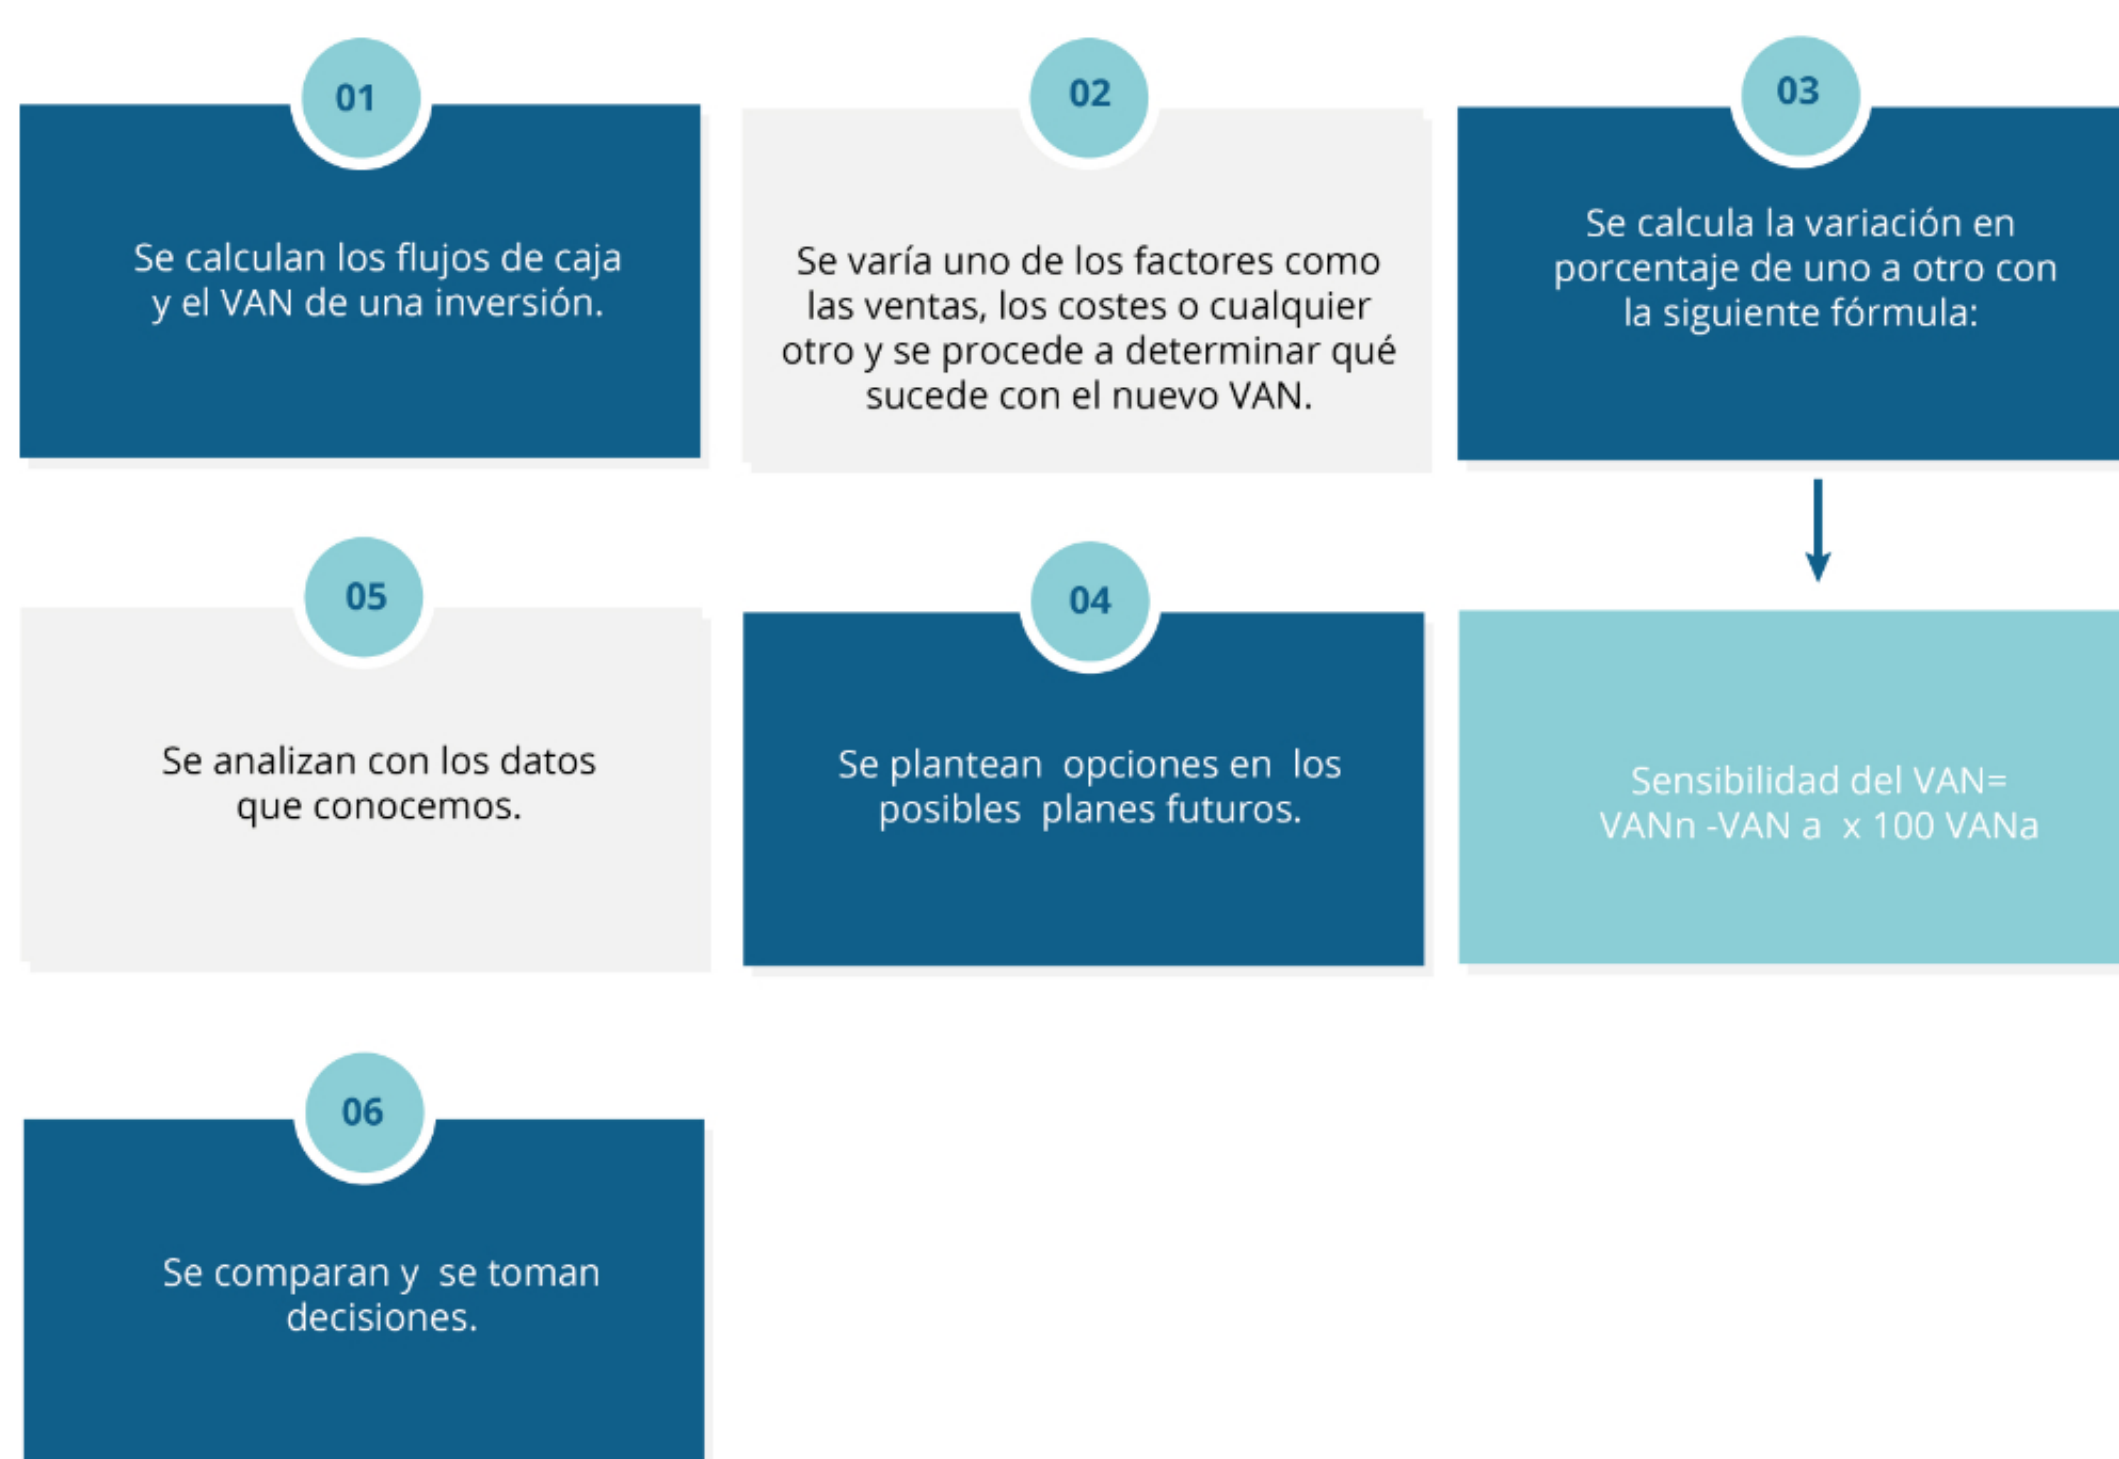 01
Se calculan los flujos de caja
y el VAN de una inversión.
02
Se varía uno de los factores como
las ventas, los costes o cualquier
otro y se procede a determinar qué
sucede con el nuevo VAN.
03
Se calcula la variación en
porcentaje de uno a otro con
la siguiente fórmula:
Sensibilidad del VAN=
VANn -VAN a  x 100 VANa
04
Se plantean  opciones en  los
posibles  planes futuros.
05
Se analizan con los datos
que conocemos.
06
Se comparan y  se toman
decisiones.